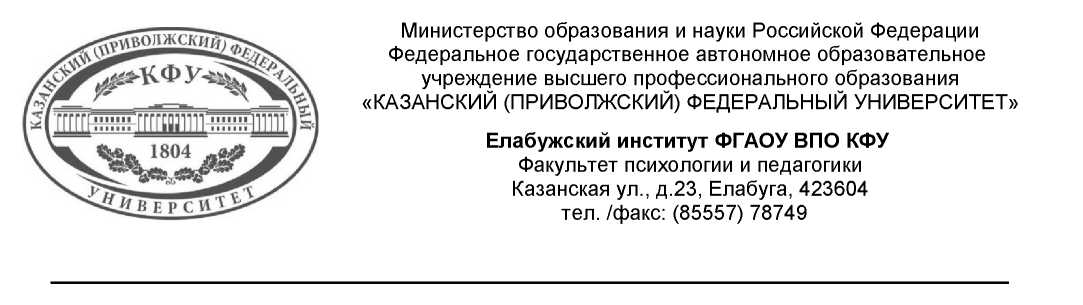 КАЗАНСКИЙ (ПРИВОЛЖСКИЙ) ФЕДЕРАЛЬНЫЙ
КФУ
1804
УНИВЕРСИТЕТ
Министерство образования и науки Российской Федерации
Федеральное государственное автономное образовательное
учреждение высшего профессионального образования
«КАЗАНСКИЙ (ПРИВОЛЖСКИЙ) ФЕДЕРАЛЬНЫЙ УНИВЕРСИТЕТ»
Елабужский институт ФГАОУ ВПО КФУ
Факультет психологии и педагогики
Казанская ул., д.23, Елабуга, 423604
тел. /факс: (85557) 78749